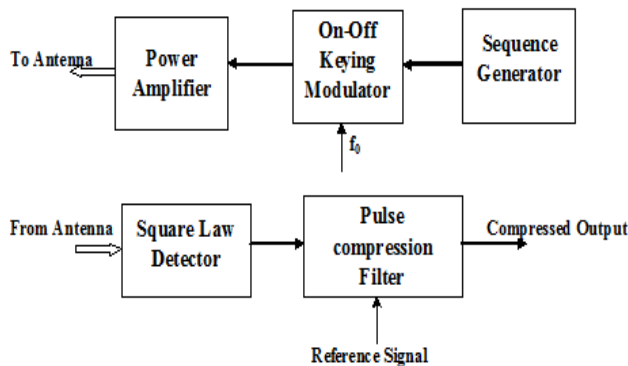 To Antenna
Power
Amplifier
On-Off
Keying
Modulator
Sequence
Generator
f₀
From Antenna
Square Law
Detector
Pulse
compression
Filter
Compressed Output
Reference Signal